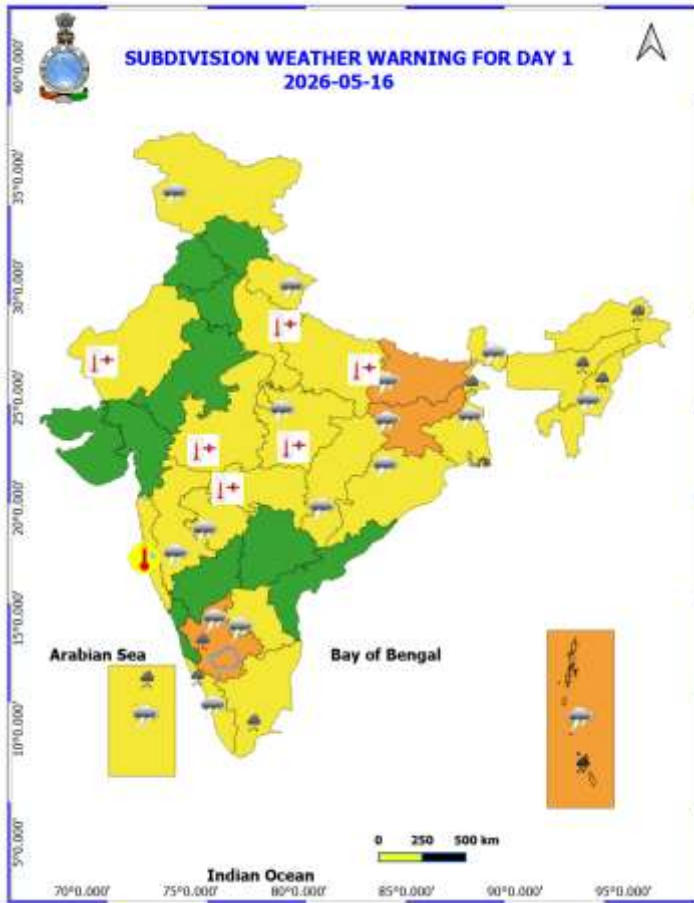 SUBDIVISION WEATHER WARNING FOR DAY 1
2026-05-16
40°0.000'
35°0.000'
30°0.000'
25°0.000'
20°0.000'
15°0.000'
10°0.000'
5°0.000'
Arabian Sea
Bay of Bengal
0 250 500 km
Indian Ocean
70°0.000' 75°0.000' 80°0.000' 85°0.000' 90°0.000' 95°0.000'